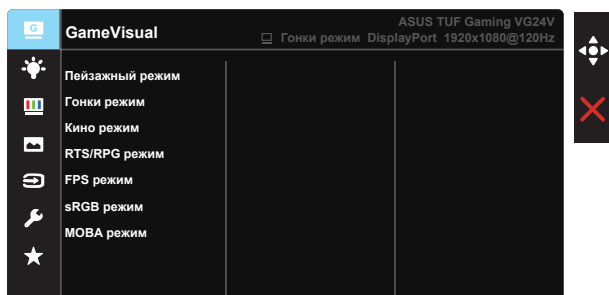 G
GameVisual
ASUS TUF Gaming VG24V
Гонки режим DisplayPort 1920x1080@120Hz
Пейзажный режим
Гонки режим
Кино режим
RTS/RPG режим
FPS режим
sRGB режим
MOBA режим